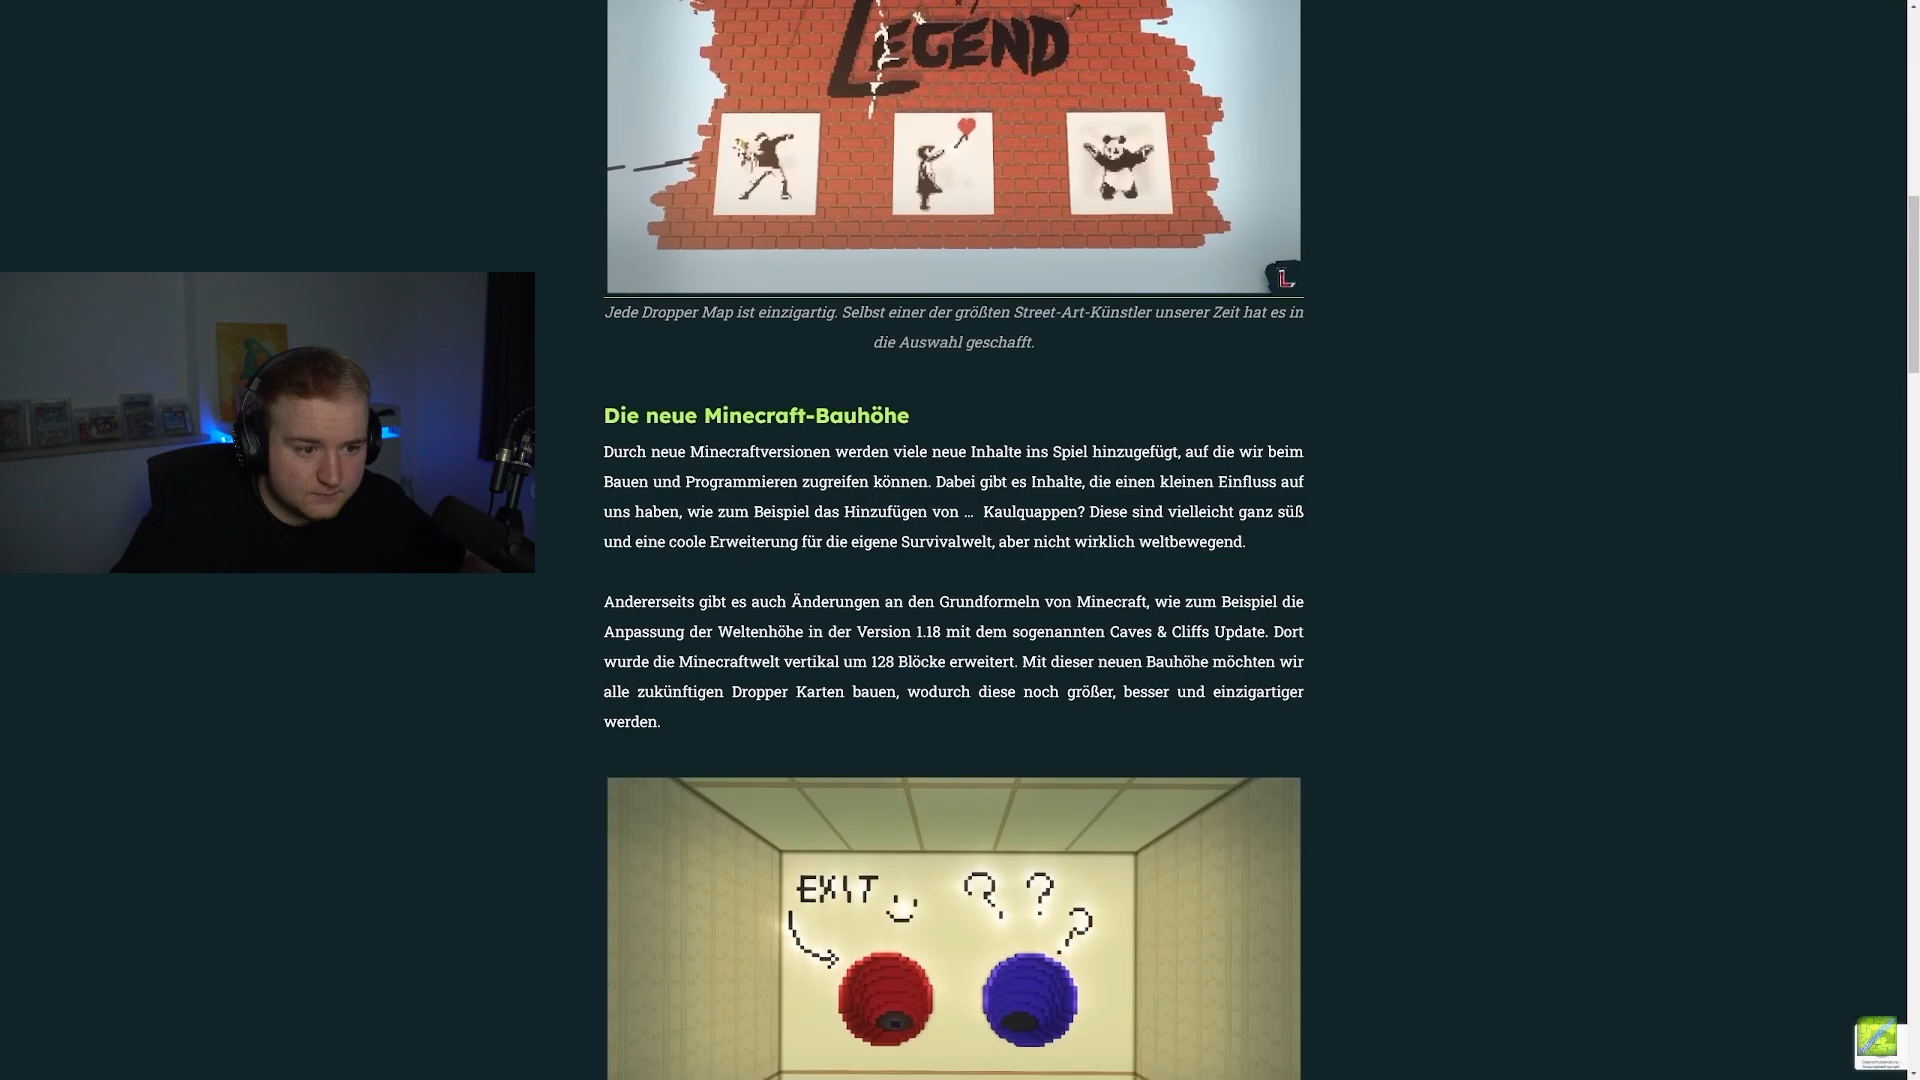 LEGEND
L
Jede Dropper Map ist einzigartig. Selbst einer der größten Street-Art-Künstler unserer Zeit hat es in
die Auswahl geschafft.
Die neue Minecraft-Bauhöhe
Durch neue Minecraftversionen werden viele neue Inhalte ins Spiel hinzugefügt, auf die wir beim
Bauen und Programmieren zugreifen können. Dabei gibt es Inhalte, die einen kleinen Einfluss auf
uns haben, wie zum Beispiel das Hinzufügen von … Kaulquappen? Diese sind vielleicht ganz süß
und eine coole Erweiterung für die eigene Survivalwelt, aber nicht wirklich weltbewegend.
Andererseits gibt es auch Änderungen an den Grundformeln von Minecraft, wie zum Beispiel die
Anpassung der Weltenhöhe in der Version 1.18 mit dem sogenannten Caves & Cliffs Update. Dort
wurde die Minecraftwelt vertikal um 128 Blöcke erweitert. Mit dieser neuen Bauhöhe möchten wir
alle zukünftigen Dropper Karten bauen, wodurch diese noch größer, besser und einzigartiger
werden.
EXIT ? ? ?